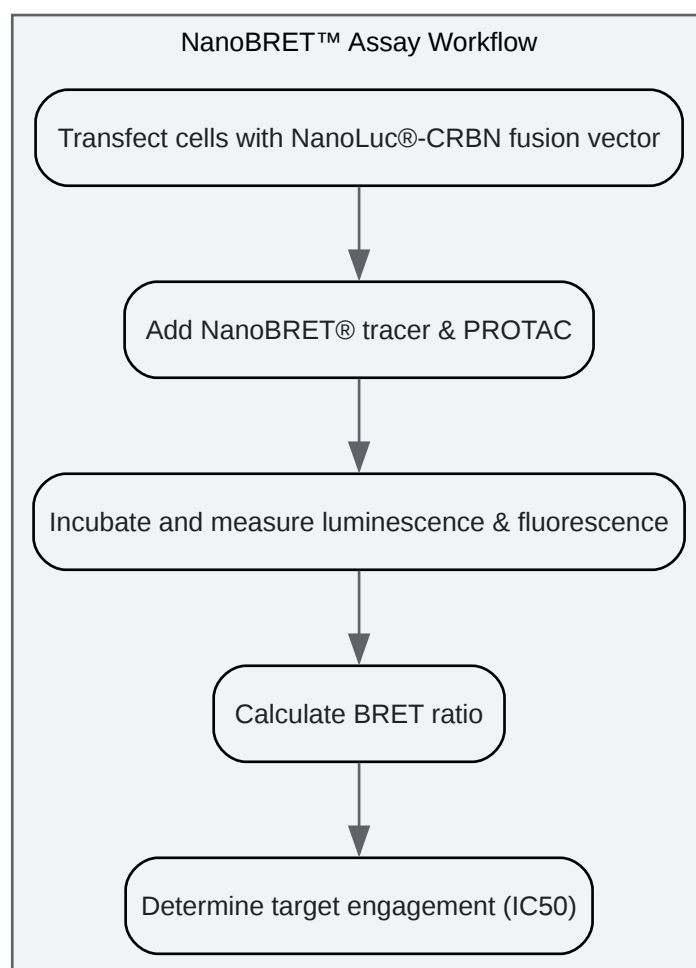 NanoBRET™ Assay Workflow
Transfect cells with NanoLuc®-CRBN fusion vector
Add NanoBRET® tracer & PROTAC
Incubate and measure luminescence & fluorescence
Calculate BRET ratio
Determine target engagement (IC50)